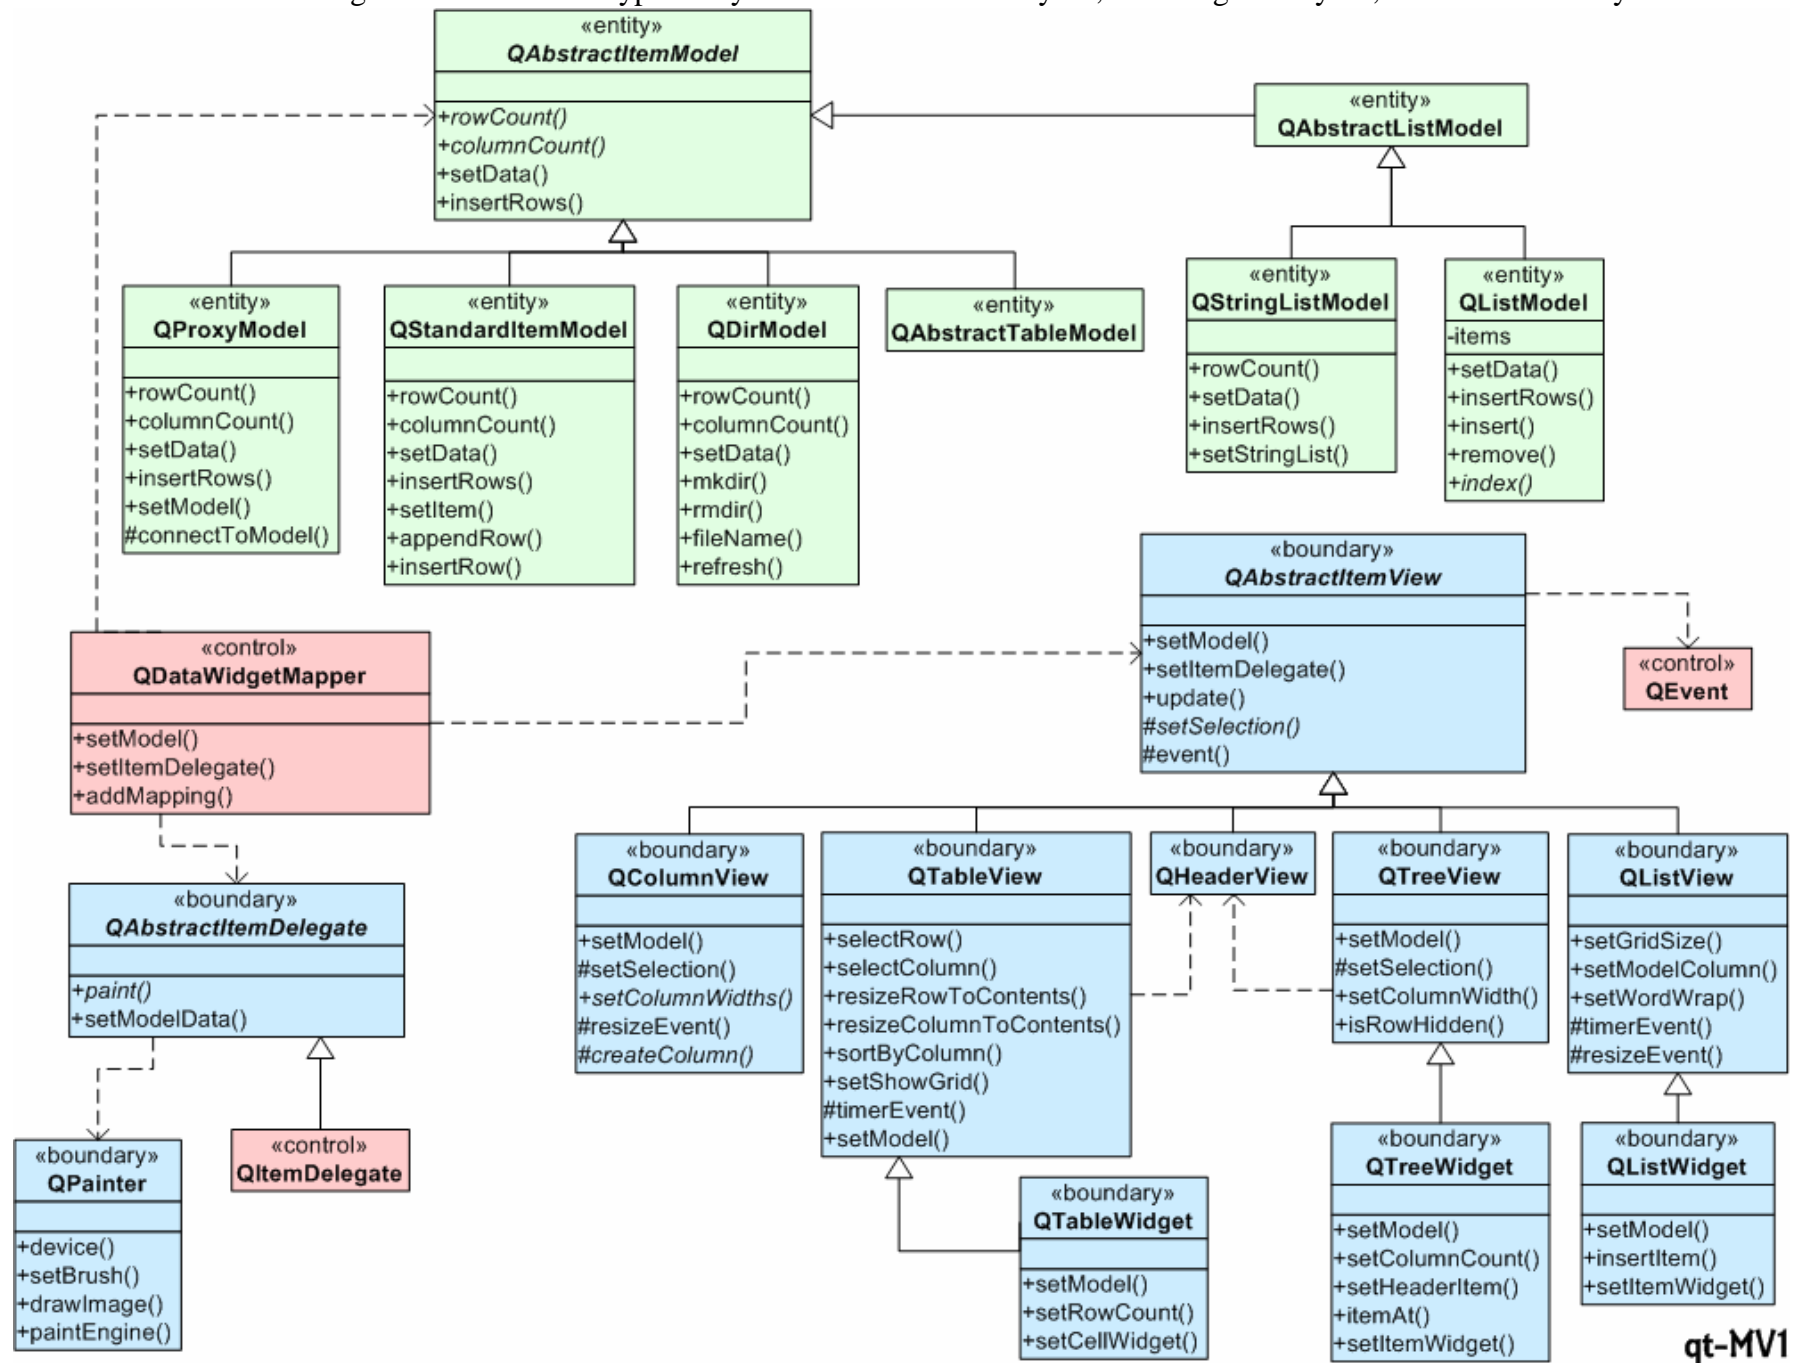 «entity»
QAbstractItemModel
+rowCount()
+columnCount()
+setData()
+insertRows()
«entity»
QAbstractListModel
«entity»
QProxyModel
+rowCount()
+columnCount()
+setData()
+insertRows()
+setModel()
#connectToModel()
«entity»
QStandardItemModel
+rowCount()
+columnCount()
+setData()
+insertRows()
+setItem()
+appendRow()
+insertRow()
«entity»
QDirModel
+rowCount()
+columnCount()
+setData()
+mkdir()
+rmdir()
+fileName()
+refresh()
«entity»
QAbstractTableModel
«entity»
QStringListModel
+rowCount()
+setData()
+insertRows()
+setStringList()
«entity»
QListModel
-items
+setData()
+insertRows()
+insert()
+remove()
+index()
«control»
QDataWidgetMapper
+setModel()
+setItemDelegate()
+addMapping()
«boundary»
QAbstractItemView
+setModel()
+setItemDelegate()
+update()
#setSelection()
#event()
«control»
QEvent
«boundary»
QAbstractItemDelegate
+paint()
+setModelData()
«boundary»
QPainter
+device()
+setBrush()
+drawImage()
+paintEngine()
«control»
QItemDelegate
«boundary»
QColumnView
+setModel()
#setSelection()
+setColumnWidths()
#resizeEvent()
#createColumn()
«boundary»
QTableView
+selectRow()
+selectColumn()
+resizeRowToContents()
+resizeColumnToContents()
+sortByColumn()
+setShowGrid()
#timerEvent()
+setModel()
«boundary»
QHeaderView
«boundary»
QTreeView
+setModel()
#setSelection()
+setColumnWidth()
+isRowHidden()
«boundary»
QListView
+setGridSize()
+setModelColumn()
+setWordWrap()
#timerEvent()
#resizeEvent()
«boundary»
QTableWidget
+setModel()
+setRowCount()
+setCellWidget()
«boundary»
QTreeWidget
+setModel()
+setColumnCount()
+setHeaderItem()
+itemAt()
+setItemWidget()
«boundary»
QListWidget
+setModel()
+insertItem()
+setItemWidget()
qt-MV1